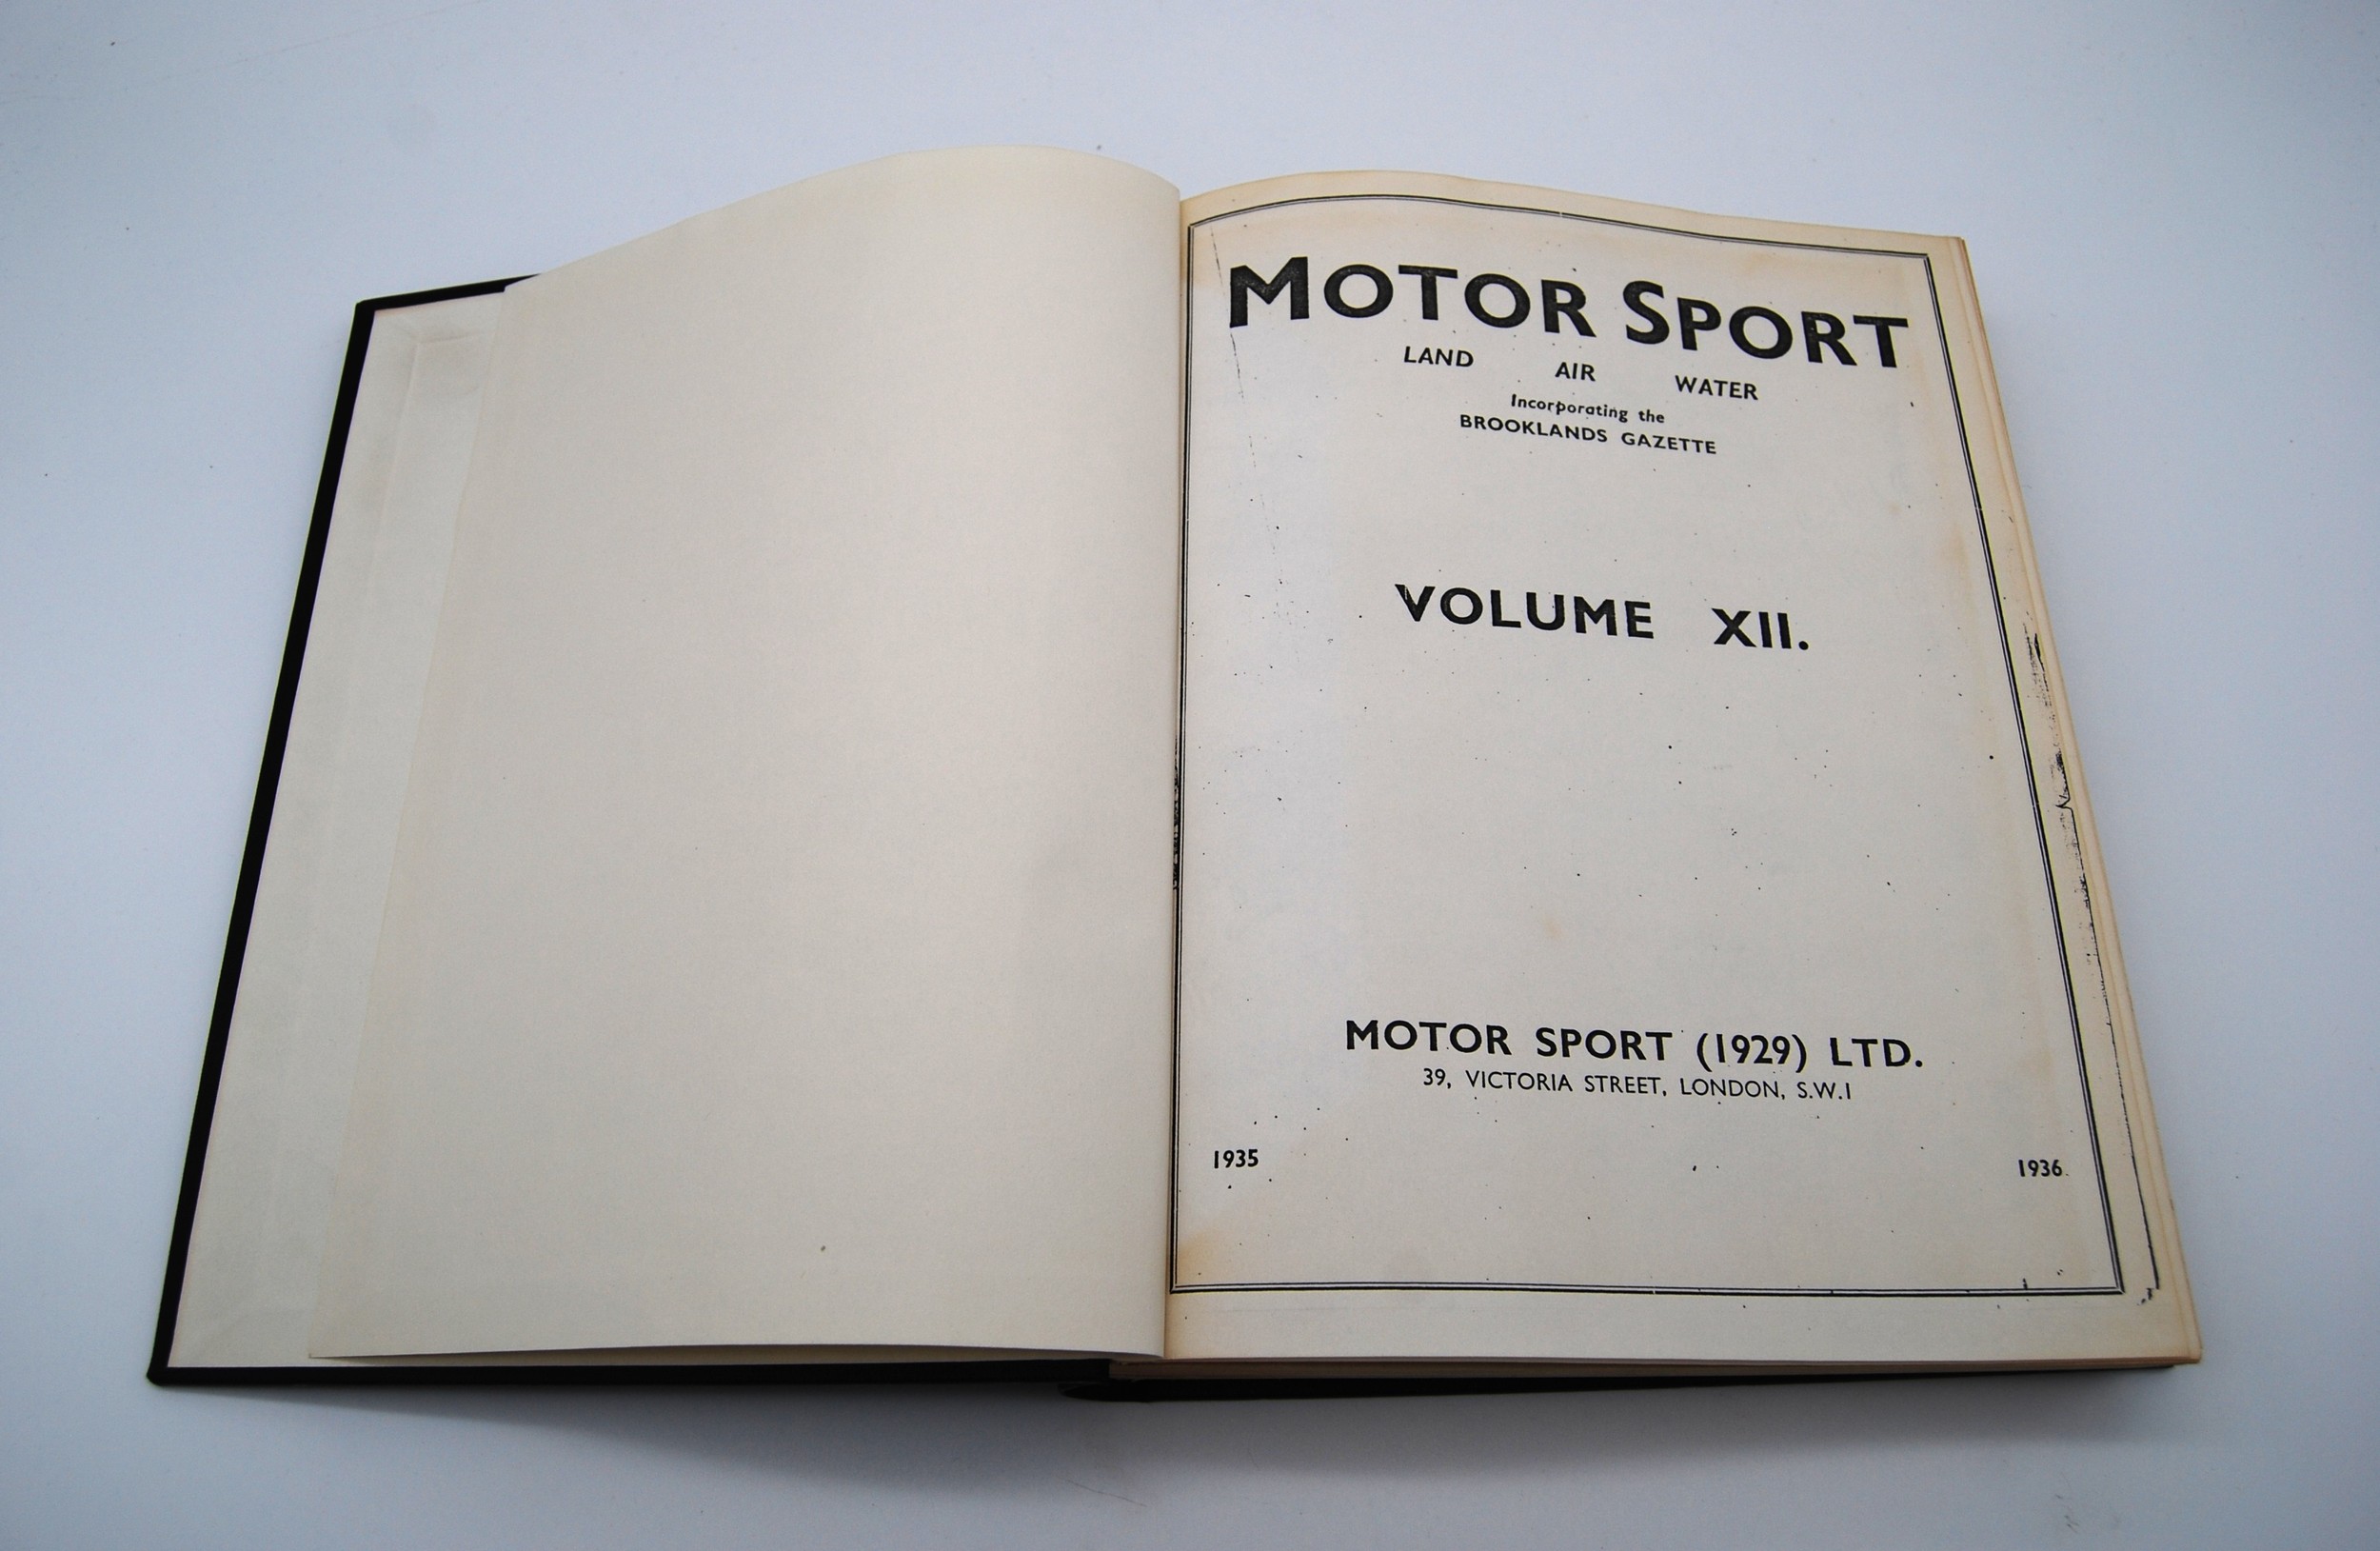 MOTOR SPORT
LAND AIR WATER
Incorporating the
BROOKLANDS GAZETTE
VOLUME XII.
MOTOR SPORT (1929) LTD.
39, VICTORIA STREET, LONDON, S.W.1
1935 1936